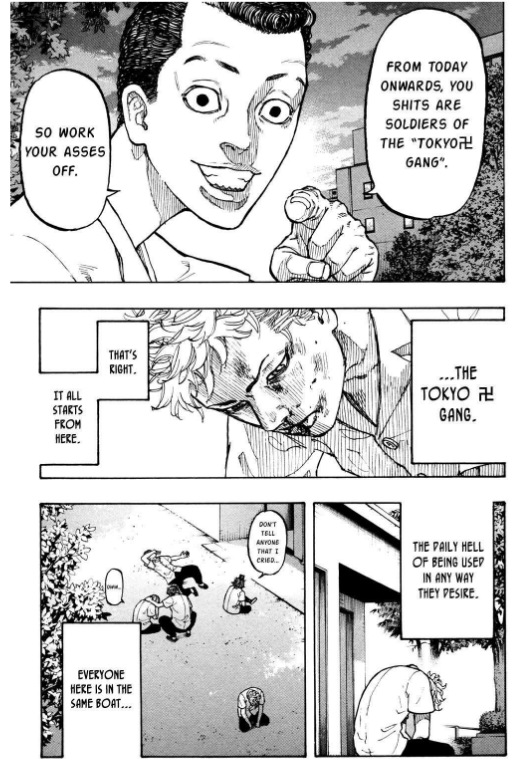 FROM TODAY
ONWARDS, YOU
SHITS ARE
SOLDIERS OF
THE "TOKYO卍
GANG".
SO WORK
YOUR ASSES
OFF.
...THE
TOKYO 卍
GANG.
THAT'S
RIGHT.
IT ALL
STARTS
FROM
HERE.
THE DAILY HELL
OF BEING USED
IN ANY WAY
THEY DESIRE.
DON'T
TELL
ANYONE
THAT I
CRIED...
OWW..
EVERYONE
HERE IS IN THE
SAME BOAT...